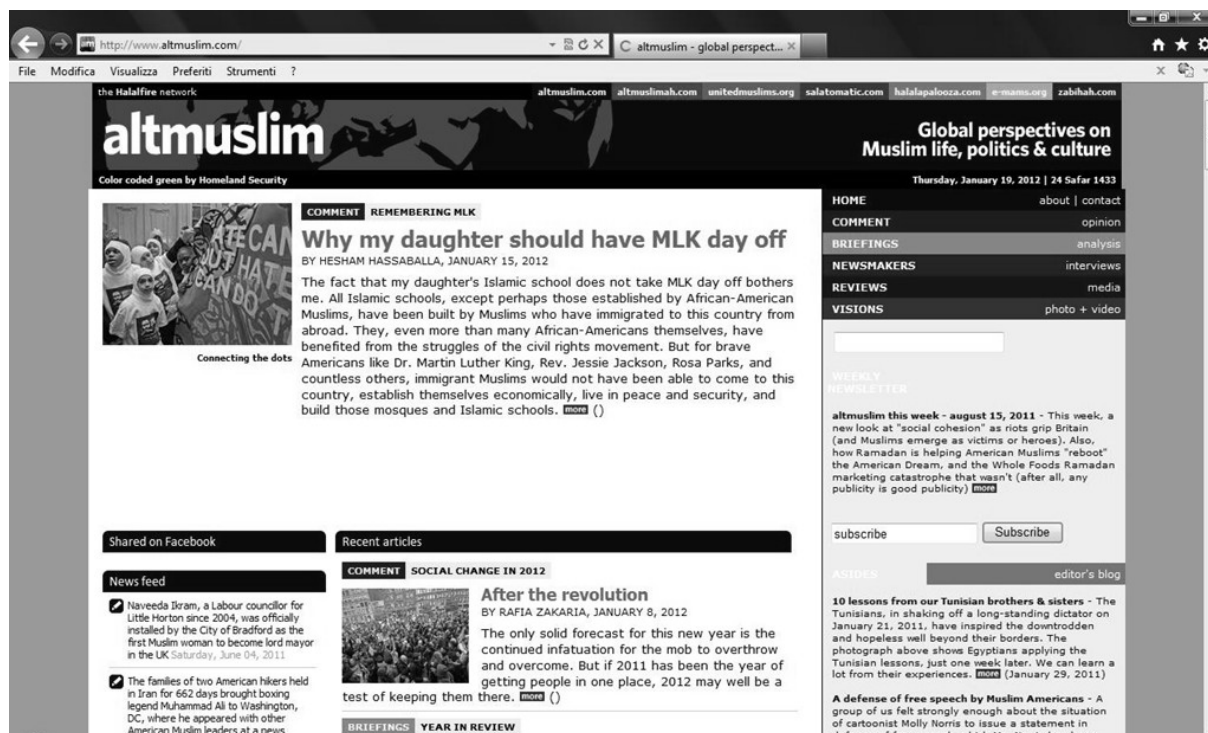 http://www.altmuslim.com/
altmuslim - global perspect...
File Modifica Visualizza Preferiti Strumenti ?
the Halalfire network
altmuslim.com altmuslimah.com unitedmuslims.org salatomatic.com halalapalooza.com e-mams.org zabihah.com
altmuslim
Global perspectives on
Muslim life, politics & culture
Color coded green by Homeland Security
Thursday, January 19, 2012 | 24 Safar 1433
COMMENT REMEMBERING MLK
Why my daughter should have MLK day off
BY HESHAM HASSABALLA, JANUARY 15, 2012
The fact that my daughter's Islamic school does not take MLK day off bothers
me. All Islamic schools, except perhaps those established by African-American
Muslims, have been built by Muslims who have immigrated to this country from
abroad. They, even more than many African-Americans themselves, have
benefited from the struggles of the civil rights movement. But for brave
Americans like Dr. Martin Luther King, Rev. Jessie Jackson, Rosa Parks, and
countless others, immigrant Muslims would not have been able to come to this
country, establish themselves economically, live in peace and security, and
build those mosques and Islamic schools. more ()
Connecting the dots
HOME about | contact
COMMENT opinion
BRIEFINGS analysis
NEWSMAKERS interviews
REVIEWS media
VISIONS photo + video
WEEKLY
NEWSLETTER
altmuslim this week - august 15, 2011 - This week, a
new look at "social cohesion" as riots grip Britain
(and Muslims emerge as victims or heroes). Also,
how Ramadan is helping American Muslims "reboot"
the American Dream, and the Whole Foods Ramadan
marketing catastrophe that wasn't (after all, any
publicity is good publicity) more
subscribe Subscribe
ASIDES editor's blog
10 lessons from our Tunisian brothers & sisters - The
Tunisians, in shaking off a long-standing dictator on
January 21, 2011, have inspired the downtrodden
and hopeless well beyond their borders. The
photograph above shows Egyptians applying the
Tunisian lessons, just one week later. We can learn a
lot from their experiences. more (January 29, 2011)
A defense of free speech by Muslim Americans - A
group of us felt strongly enough about the situation
of cartoonist Molly Norris to issue a statement in
Shared on Facebook
News feed
Naveeda Ikram, a Labour councillor for
Little Horton since 2004, was officially
installed by the City of Bradford as the
first Muslim woman to become lord mayor
in the UK Saturday, June 04, 2011
The families of two American hikers held
in Iran for 662 days brought boxing
legend Muhammad Ali to Washington,
DC, where he appeared with other
American Muslim leaders at a news
Recent articles
COMMENT SOCIAL CHANGE IN 2012
After the revolution
BY RAFIA ZAKARIA, JANUARY 8, 2012
The only solid forecast for this new year is the
continued infatuation for the mob to overthrow
and overcome. But if 2011 has been the year of
getting people in one place, 2012 may well be a
test of keeping them there. more ()
BRIEFINGS YEAR IN REVIEW